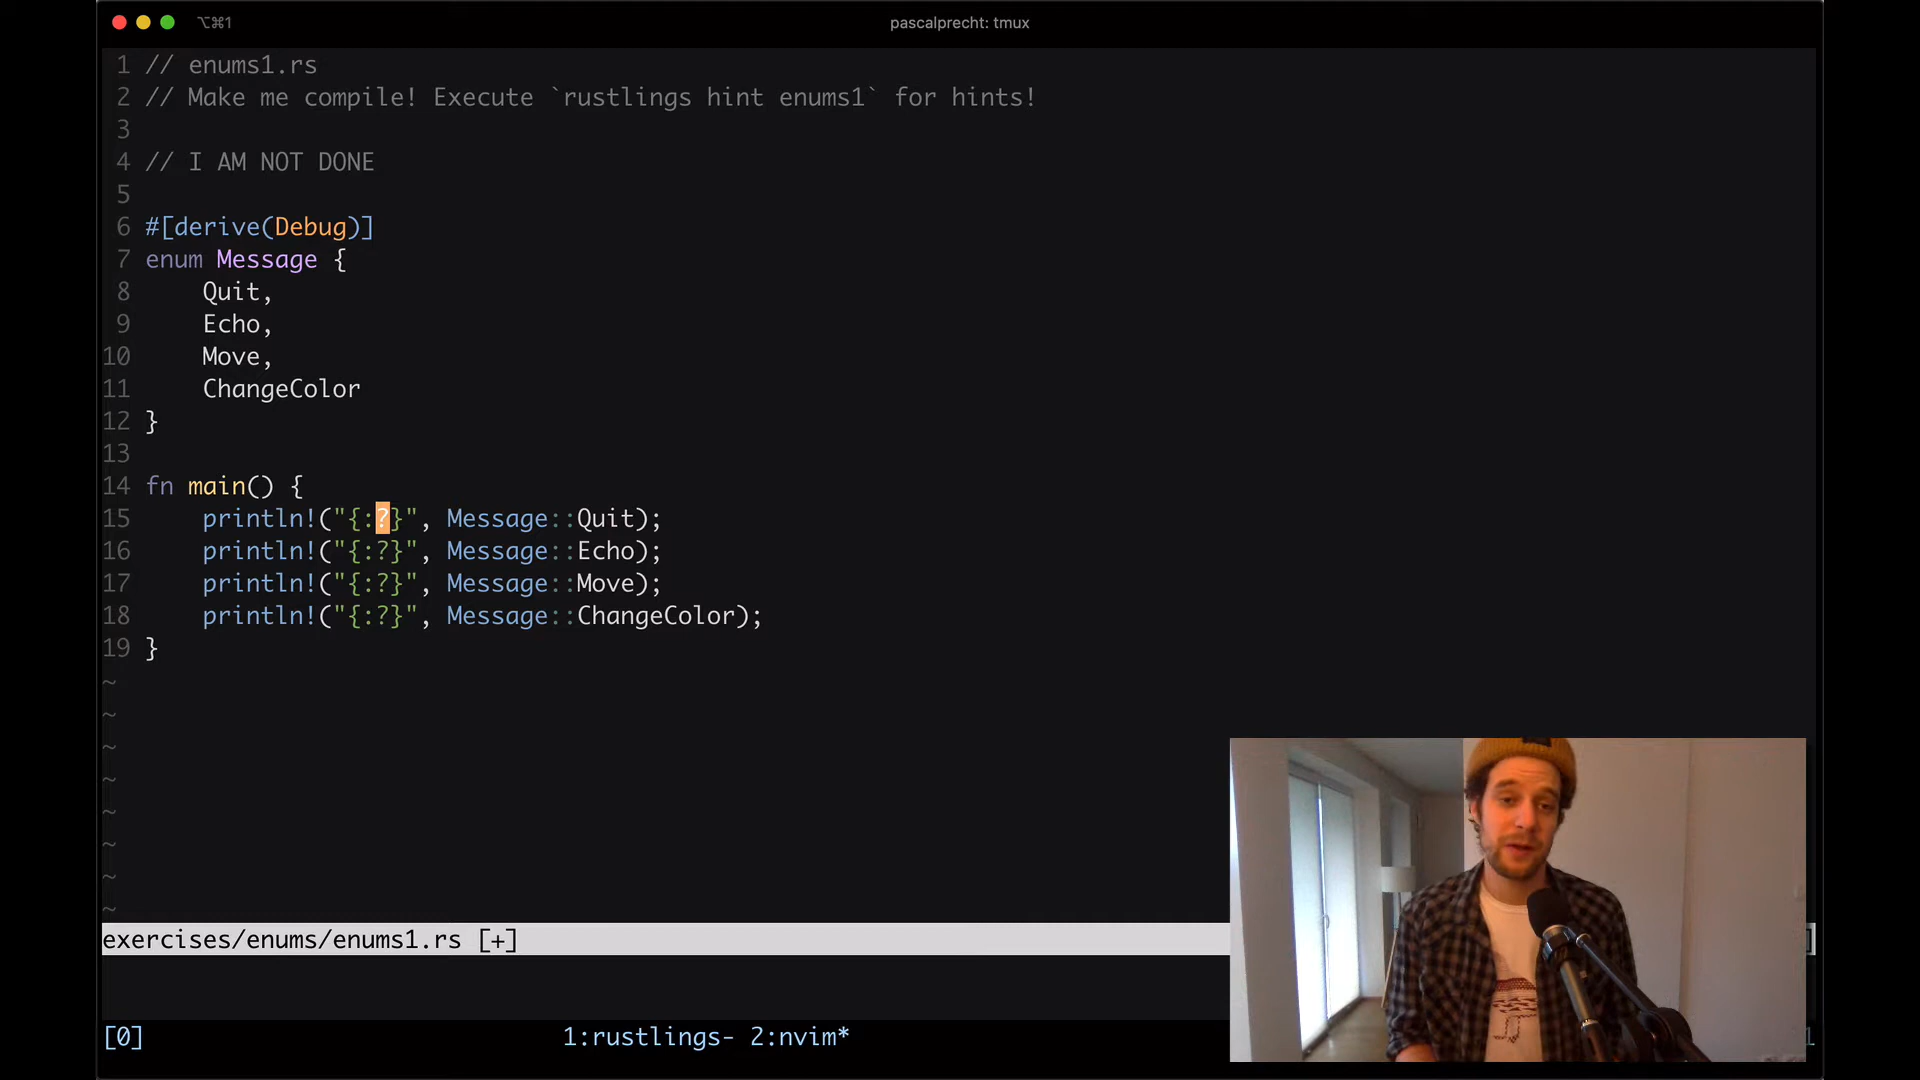 ⌥⌘1
pascalprecht: tmux
1 // enums1.rs
2 // Make me compile! Execute `rustlings hint enums1` for hints!
3
4 // I AM NOT DONE
5
6 #[derive(Debug)]
7 enum Message {
8     Quit,
9     Echo,
10     Move,
11     ChangeColor
12 }
13
14 fn main() {
15     println!("{:?}", Message::Quit);
16     println!("{:?}", Message::Echo);
17     println!("{:?}", Message::Move);
18     println!("{:?}", Message::ChangeColor);
19 }
~
~
~
~
~
~
~
~
exercises/enums/enums1.rs [+]
[0] 1:rustlings- 2:nvim*